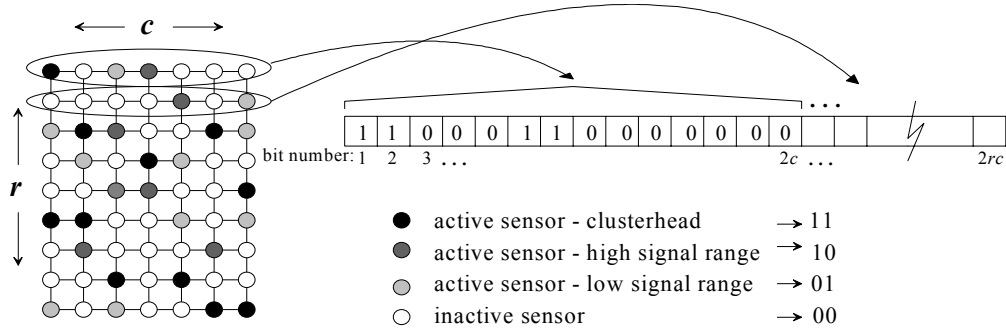 c
r
. . .
1 1 0 0 0 1 1 0 0 0 0 0 0 0
bit number: 1 2 3 ... 2c ... 2rc
active sensor - clusterhead → 11
active sensor - high signal range → 10
active sensor - low signal range → 01
inactive sensor → 00